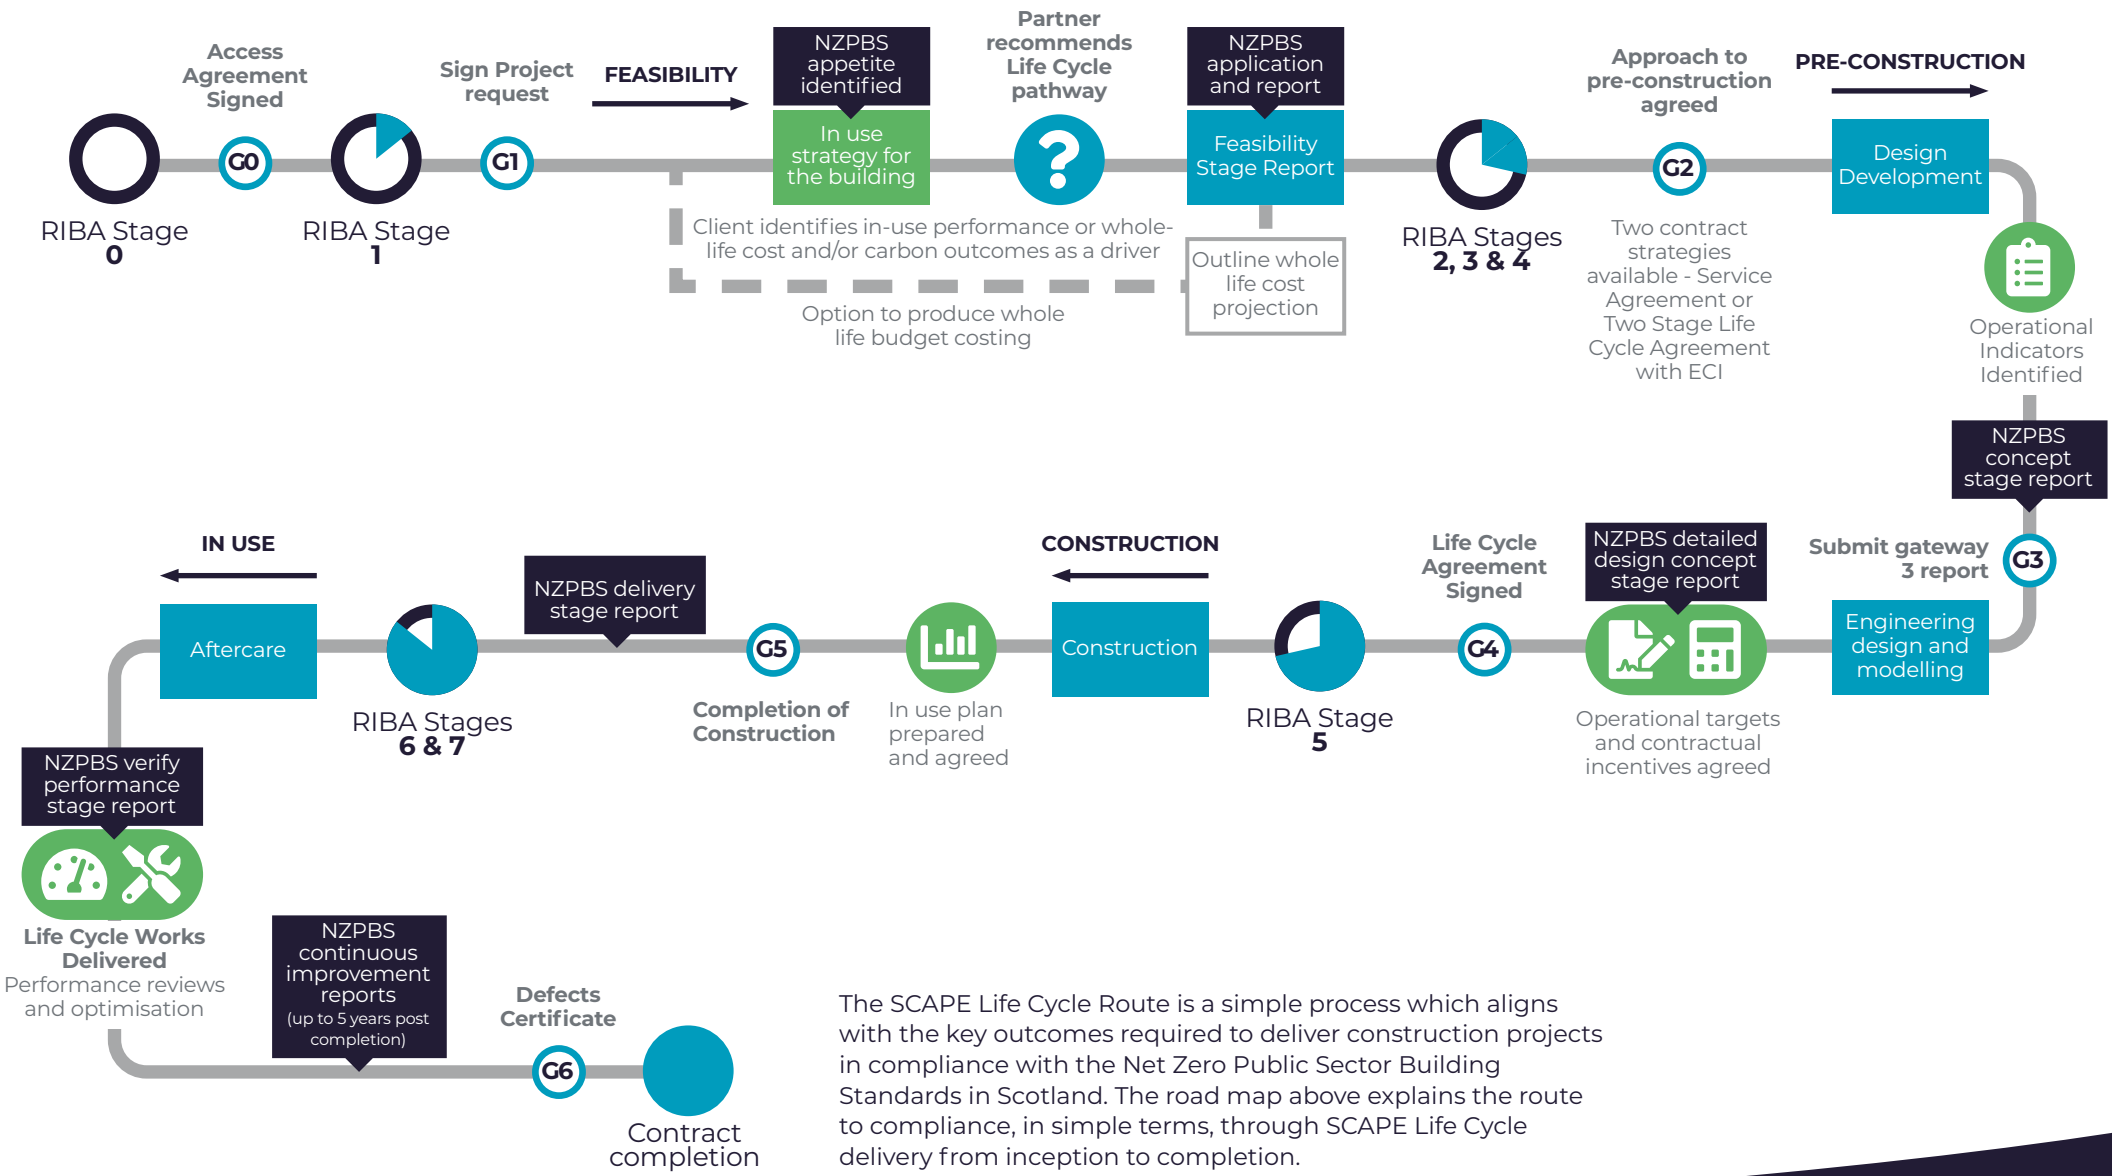 Access
Agreement
Signed
G0
RIBA Stage
0
RIBA Stage
1
Sign Project
request
G1
FEASIBILITY
NZPBS
appetite
identified
In use
strategy for
the building
Partner
recommends
Life Cycle
pathway
?
NZPBS
application
and report
Feasibility
Stage Report
Client identifies in-use performance or whole-
life cost and/or carbon outcomes as a driver
Option to produce whole
life budget costing
Outline whole
life cost
projection
RIBA Stages
2, 3 & 4
Approach to
pre-construction
agreed
G2
Two contract
strategies
available - Service
Agreement or
Two Stage Life
Cycle Agreement
with ECI
PRE-CONSTRUCTION
Design
Development
Operational
Indicators
Identified
NZPBS
concept
stage report
Submit gateway
3 report
G3
Engineering
design and
modelling
NZPBS detailed
design concept
stage report
Operational targets
and contractual
incentives agreed
Life Cycle
Agreement
Signed
G4
RIBA Stage
5
CONSTRUCTION
Construction
In use plan
prepared
and agreed
G5
Completion of
Construction
NZPBS delivery
stage report
RIBA Stages
6 & 7
IN USE
Aftercare
NZPBS verify
performance
stage report
Life Cycle Works
Delivered
Performance reviews
and optimisation
NZPBS
continuous
improvement
reports
(up to 5 years post
completion)
Defects
Certificate
G6
Contract
completion
The SCAPE Life Cycle Route is a simple process which aligns
with the key outcomes required to deliver construction projects
in compliance with the Net Zero Public Sector Building
Standards in Scotland. The road map above explains the route
to compliance, in simple terms, through SCAPE Life Cycle
delivery from inception to completion.